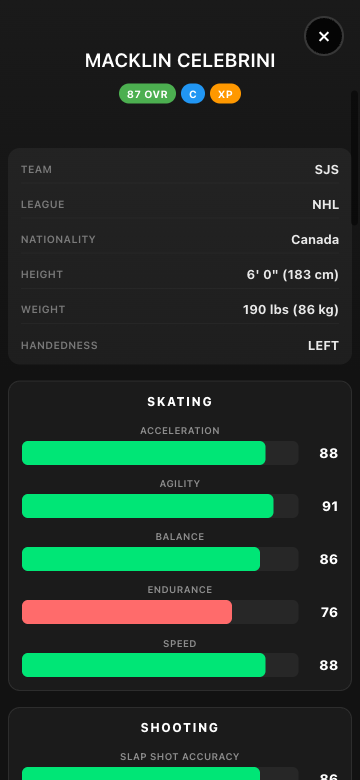 ×
MACKLIN CELEBRINI
87 OVR C XP
TEAM SJS
LEAGUE NHL
NATIONALITY Canada
HEIGHT 6' 0" (183 cm)
WEIGHT 190 lbs (86 kg)
HANDEDNESS LEFT
SKATING
ACCELERATION
88
AGILITY
91
BALANCE
86
ENDURANCE
76
SPEED
88
SHOOTING
SLAP SHOT ACCURACY
86